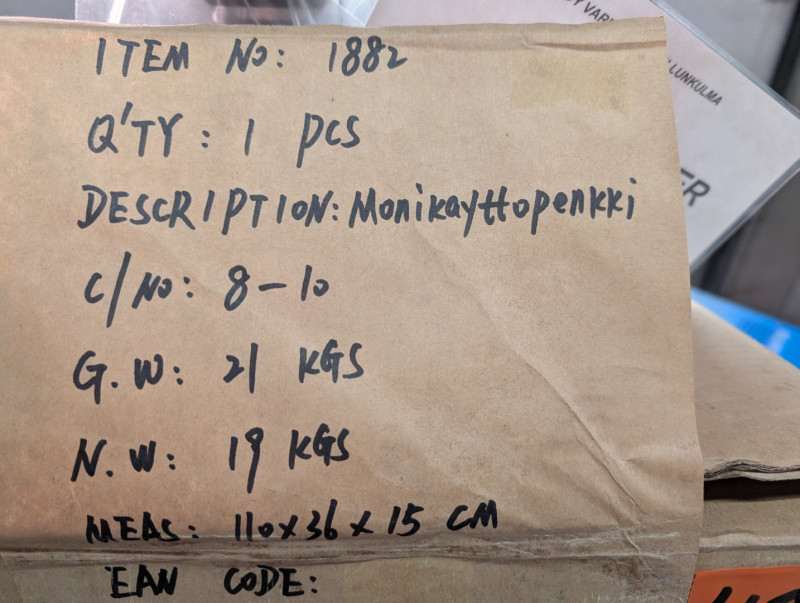 ITEM NO: 1882
Q'TY: 1 PCS
DESCRIPTION: Monikayttopenkki
C/NO: 8-10
G.W: 21 KGS
N.W: 19 KGS
MEAS: 110x36x15 CM
EAN CODE:
LUNKULMA